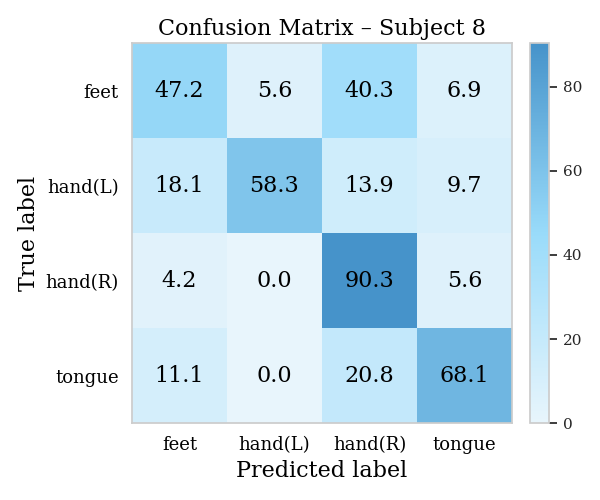 Confusion Matrix – Subject 8
True label
feet 47.2 5.6 40.3 6.9
hand(L) 18.1 58.3 13.9 9.7
hand(R) 4.2 0.0 90.3 5.6
tongue 11.1 0.0 20.8 68.1
feet hand(L) hand(R) tongue
Predicted label
80
60
40
20
0